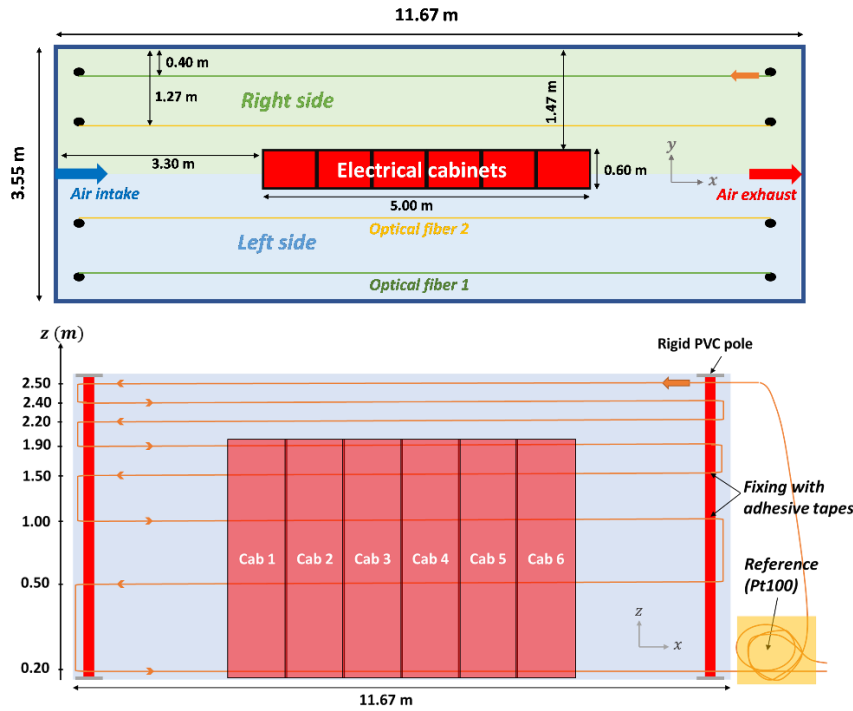 11.67 m
0.40 m
1.27 m
Right side
1.47 m
3.55 m
3.30 m
Electrical cabinets
0.60 m
y
x
Air intake
Air exhaust
5.00 m
Optical fiber 2
Left side
Optical fiber 1
z (m)
Rigid PVC pole
2.50
2.40
2.20
1.90
1.50
1.00
0.50
0.20
Fixing with
adhesive tapes
Cab 1
Cab 2
Cab 3
Cab 4
Cab 5
Cab 6
Reference
(Pt100)
z
x
11.67 m